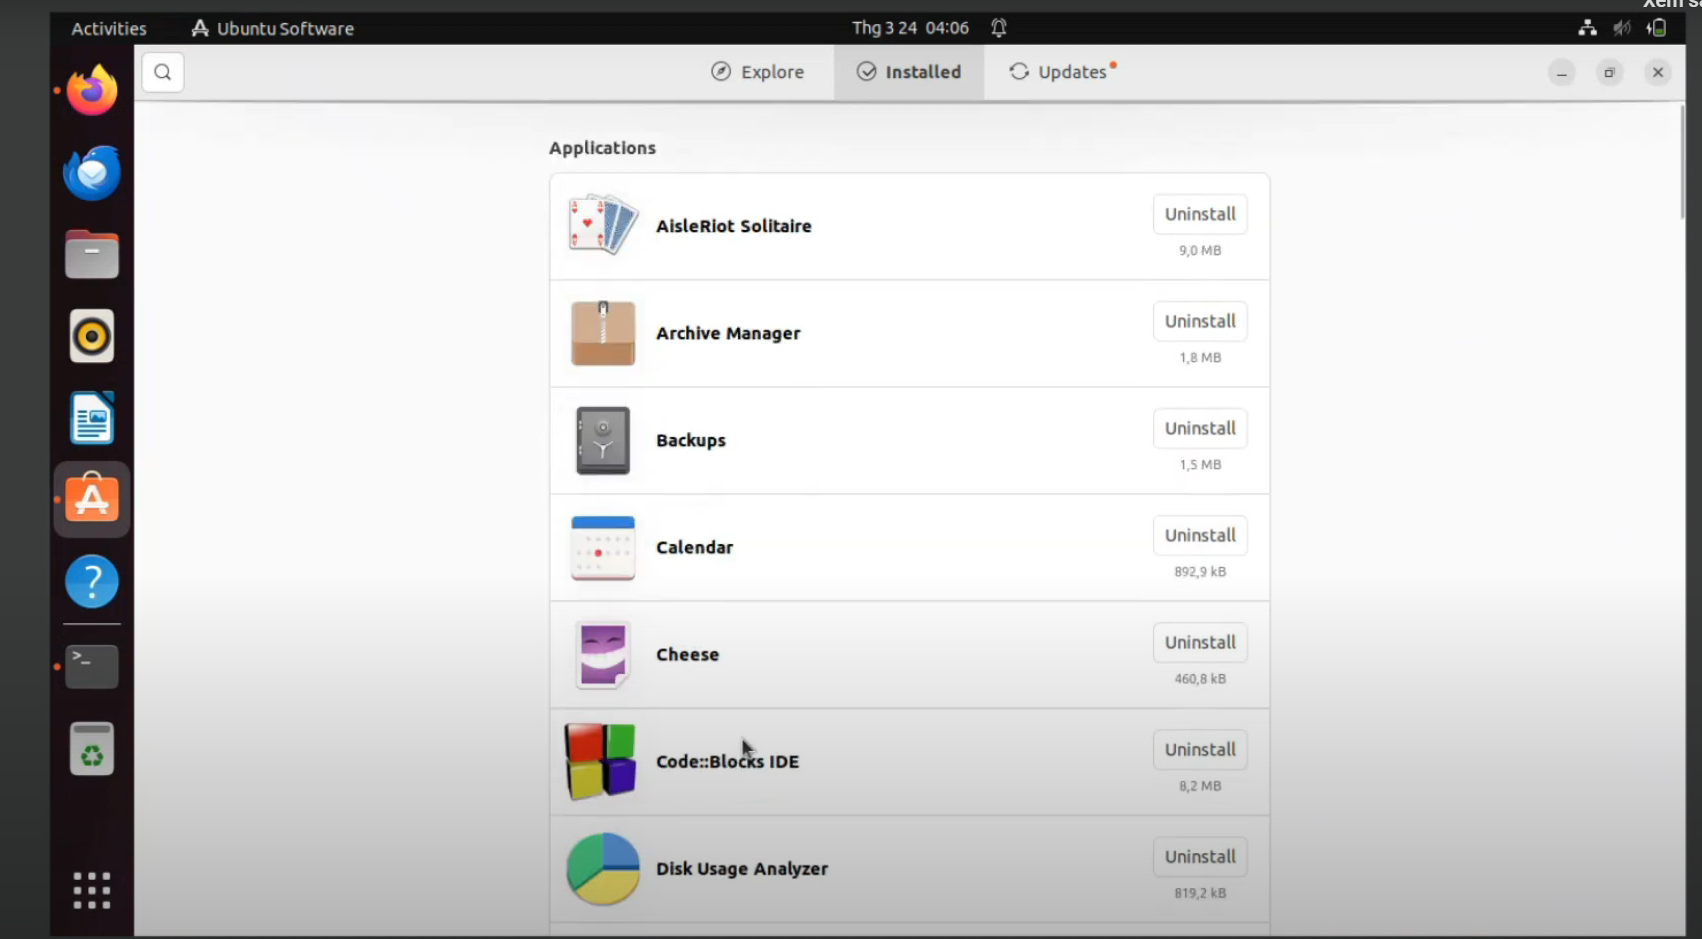 Activities
Ubuntu Software
Thg 3 24 04:06
Explore
Installed
Updates
Applications
AisleRiot Solitaire
Uninstall
9,0 MB
Archive Manager
Uninstall
1,8 MB
Backups
Uninstall
1,5 MB
Calendar
Uninstall
892,9 kB
Cheese
Uninstall
460,8 kB
Code::Blocks IDE
Uninstall
8,2 MB
Disk Usage Analyzer
Uninstall
819,2 kB